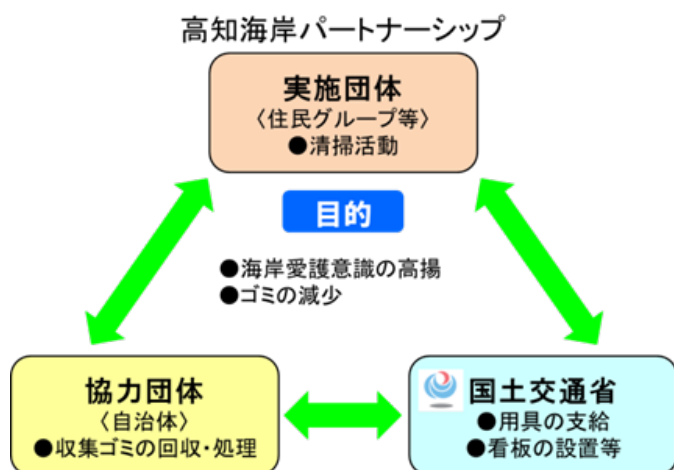 高知海岸パートナーシップ
実施団体
〈住民グループ等〉
●清掃活動
目的
●海岸愛護意識の高揚
●ゴミの減少
協力団体
〈自治体〉
●収集ゴミの回収・処理
国土交通省
●用具の支給
●看板の設置等